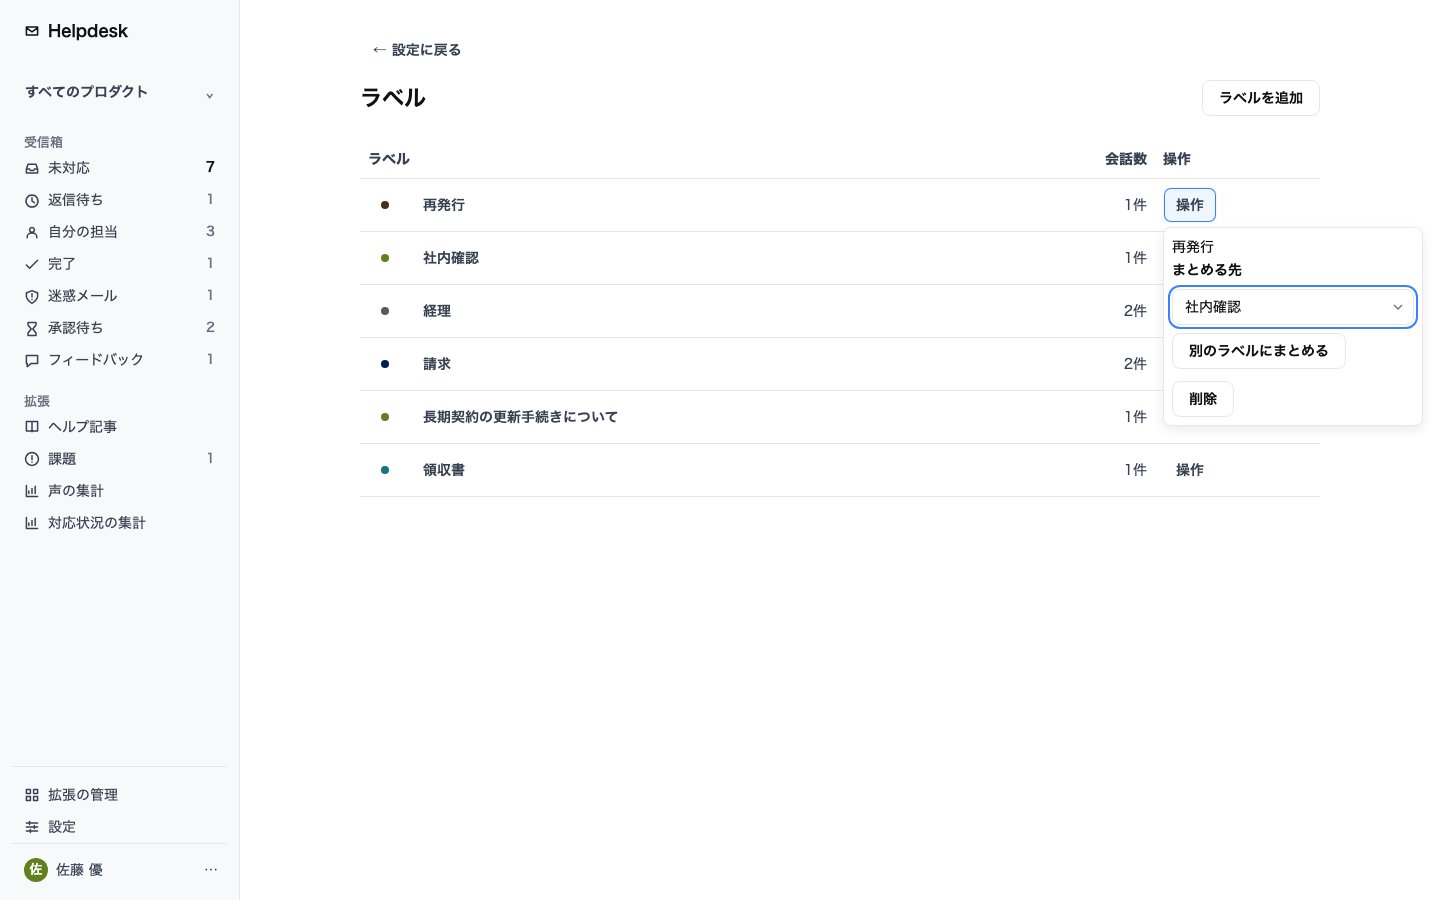 Helpdesk
すべてのプロダクト
受信箱
未対応 7
返信待ち 1
自分の担当 3
完了 1
迷惑メール 1
承認待ち 2
フィードバック 1
拡張
ヘルプ記事
課題 1
声の集計
対応状況の集計
拡張の管理
設定
佐 佐藤 優 …
← 設定に戻る
ラベル
ラベルを追加
ラベル 会話数 操作
再発行 1件 操作
社内確認 1件
経理 2件
請求 2件
長期契約の更新手続きについて 1件
領収書 1件 操作
再発行
まとめる先
社内確認
別のラベルにまとめる
削除